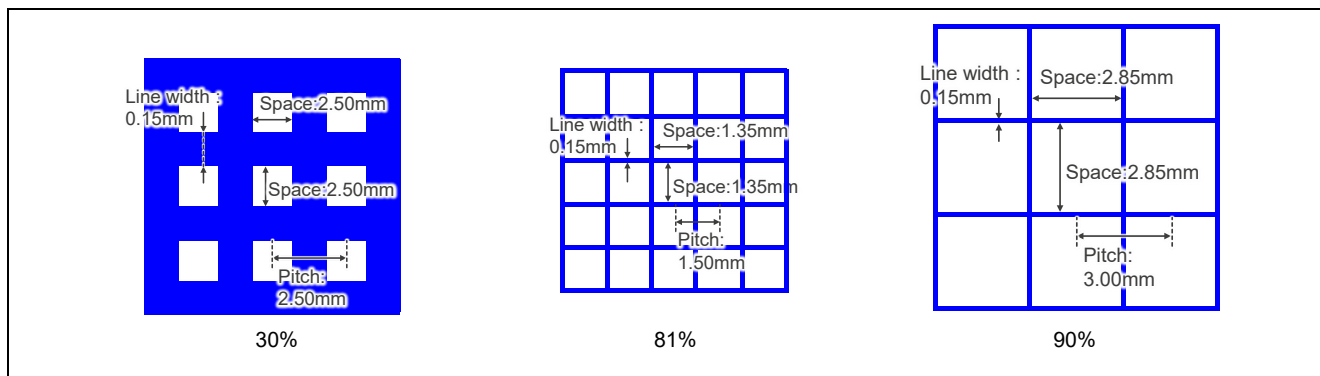 Line width :
0.15mm
Space:2.50mm
Space:2.50mm
Pitch:
2.50mm
30%
Line width :
0.15mm
Space:1.35mm
Space:1.35mm
Pitch:
1.50mm
81%
Line width :
0.15mm
Space:2.85mm
Space:2.85mm
Pitch:
3.00mm
90%